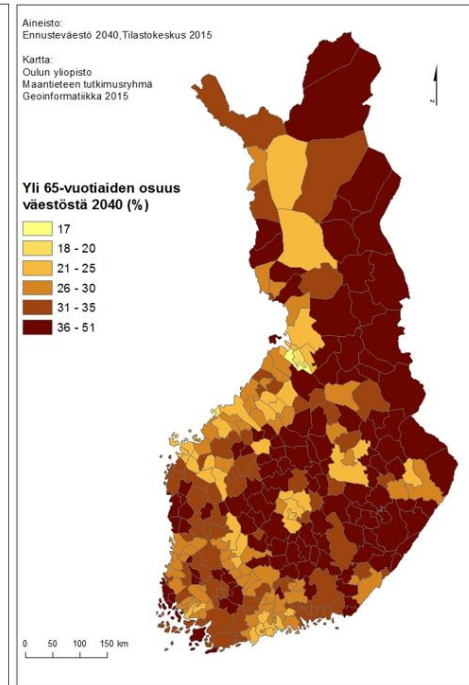 Aineisto:
Ennusteväestö 2040,Tilastokeskus 2015
Kartta:
Oulun yliopisto
Maantieteen tutkimusryhmä
Geoinformatiikka 2015
Yli 65-vuotiaiden osuus
väestöstä 2040 (%)
17
18 - 20
21 - 25
26 - 30
31 - 35
36 - 51
0 50 100 150 km